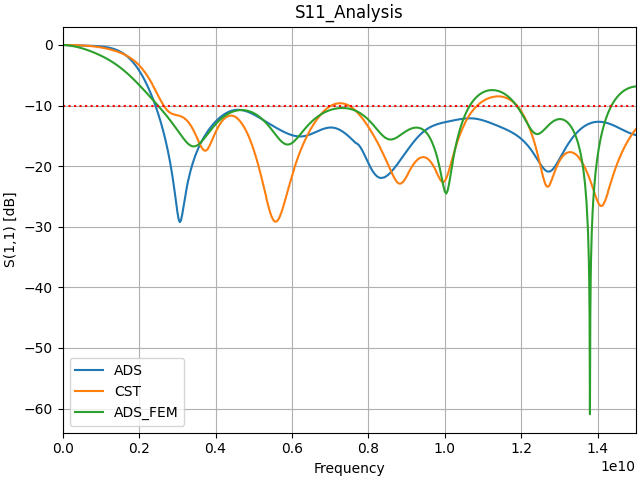 S11_Analysis
S(1,1) [dB]
0
−10
−20
−30
−40
−50
−60
ADS
CST
ADS_FEM
0.0 0.2 0.4 0.6 0.8 1.0 1.2 1.4
1e10
Frequency